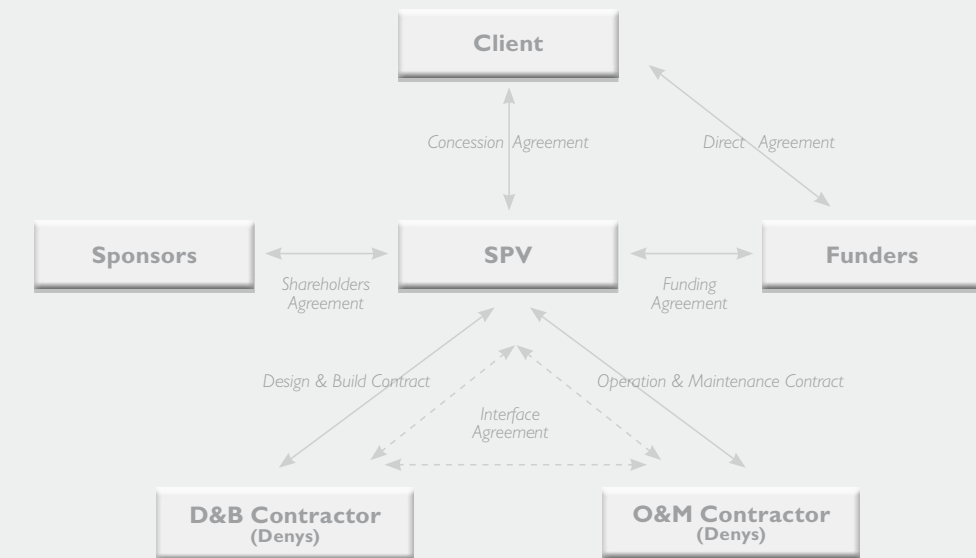 Client
Concession Agreement
Direct Agreement
Sponsors
SPV
Funders
Shareholders
Agreement
Funding
Agreement
Design & Build Contract
Operation & Maintenance Contract
Interface
Agreement
D&B Contractor
(Denys)
O&M Contractor
(Denys)